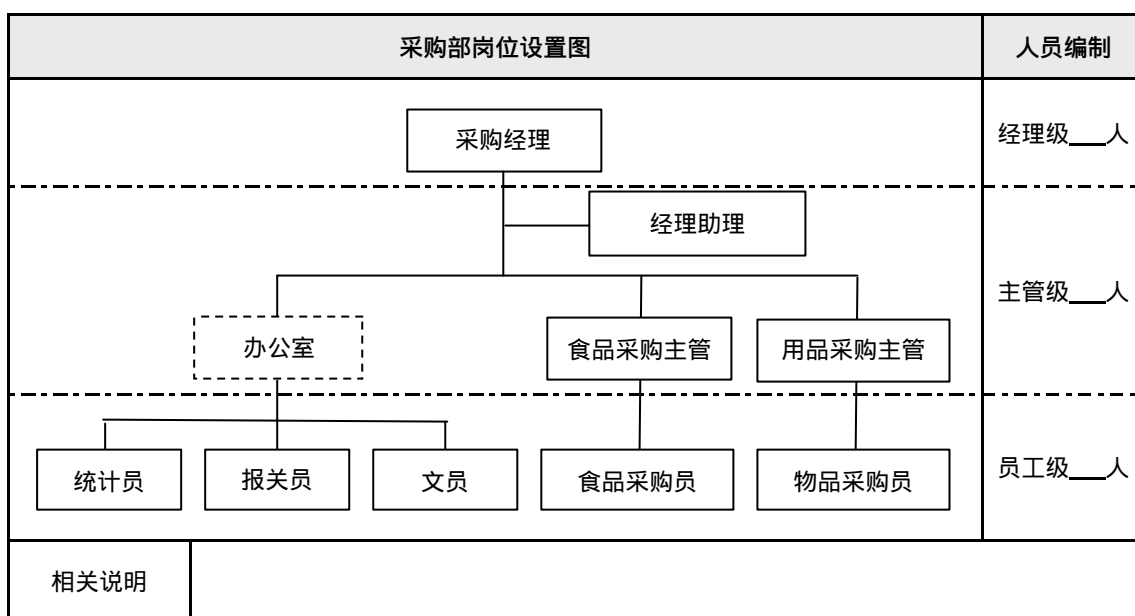 采购部岗位设置图
人员编制
采购经理
经理级___人
经理助理
主管级___人
办公室
食品采购主管
用品采购主管
统计员
报关员
文员
食品采购员
物品采购员
员工级___人
相关说明